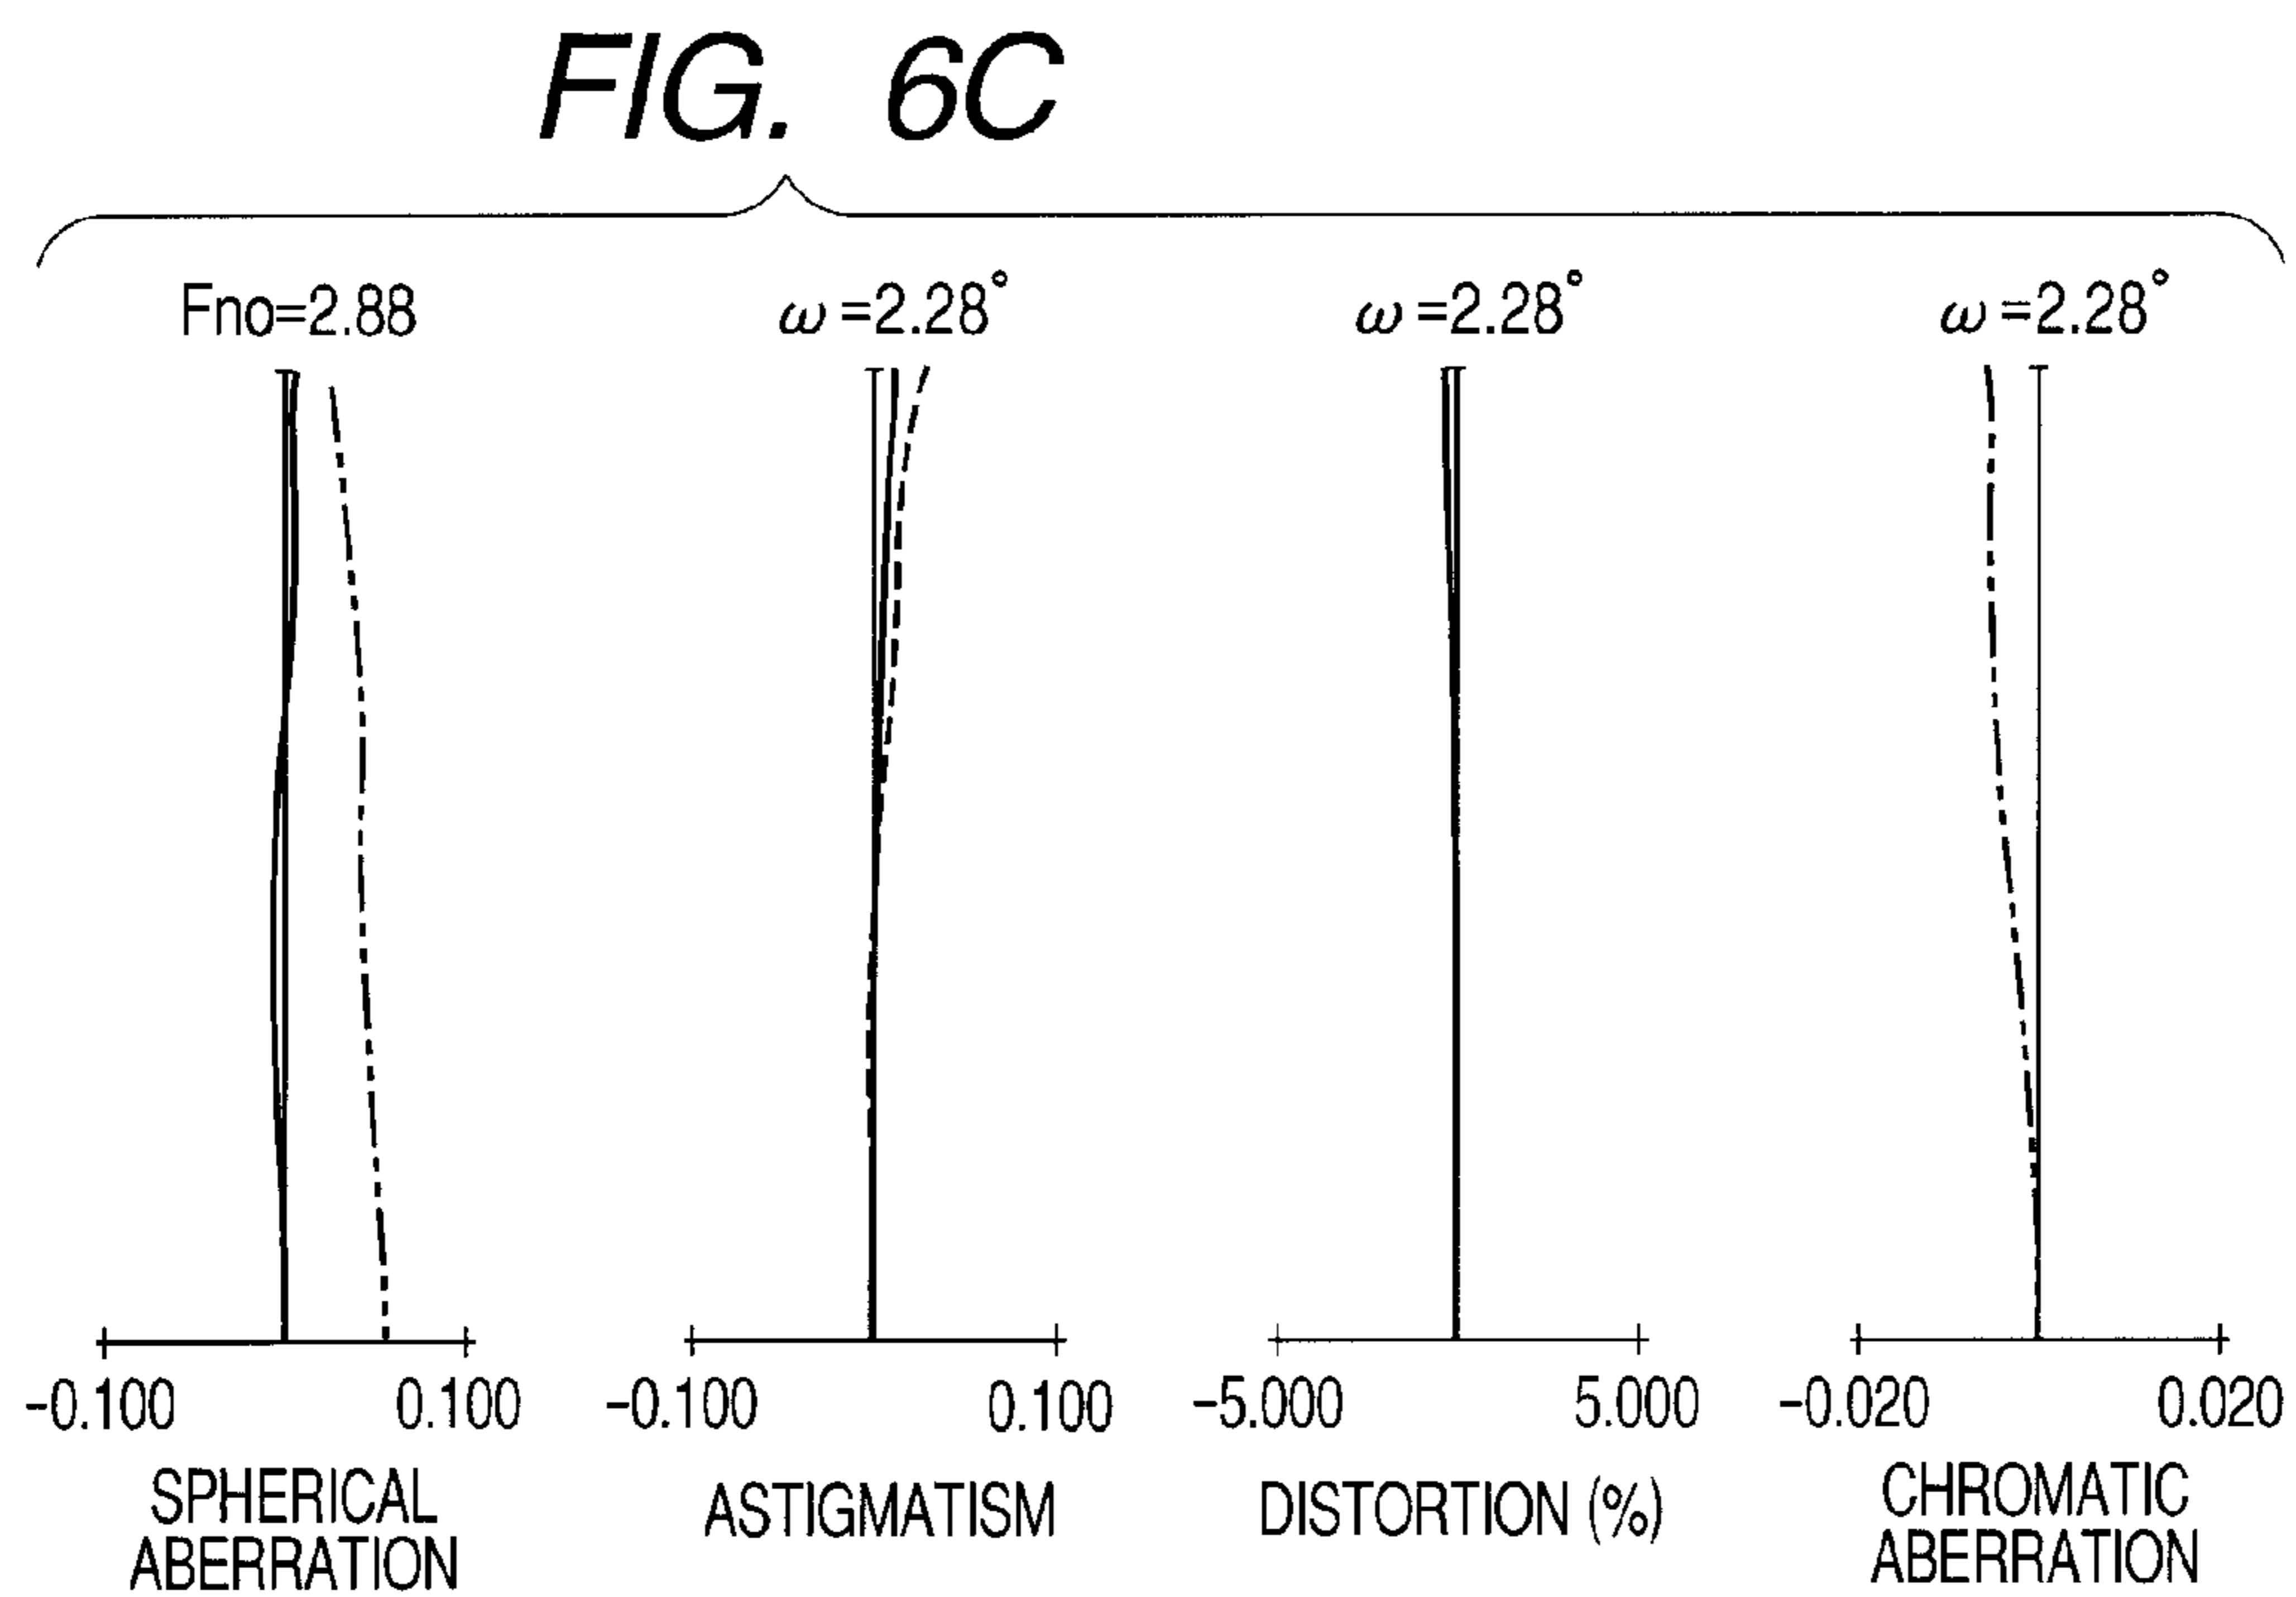 FIG. 6C
Fno=2.88
ω=2.28°
ω=2.28°
ω=2.28°
-0.100
0.100
-0.100
0.100
-5.000
5.000
-0.020
0.020
SPHERICAL
ABERRATION
ASTIGMATISM
DISTORTION (%)
CHROMATIC
ABERRATION